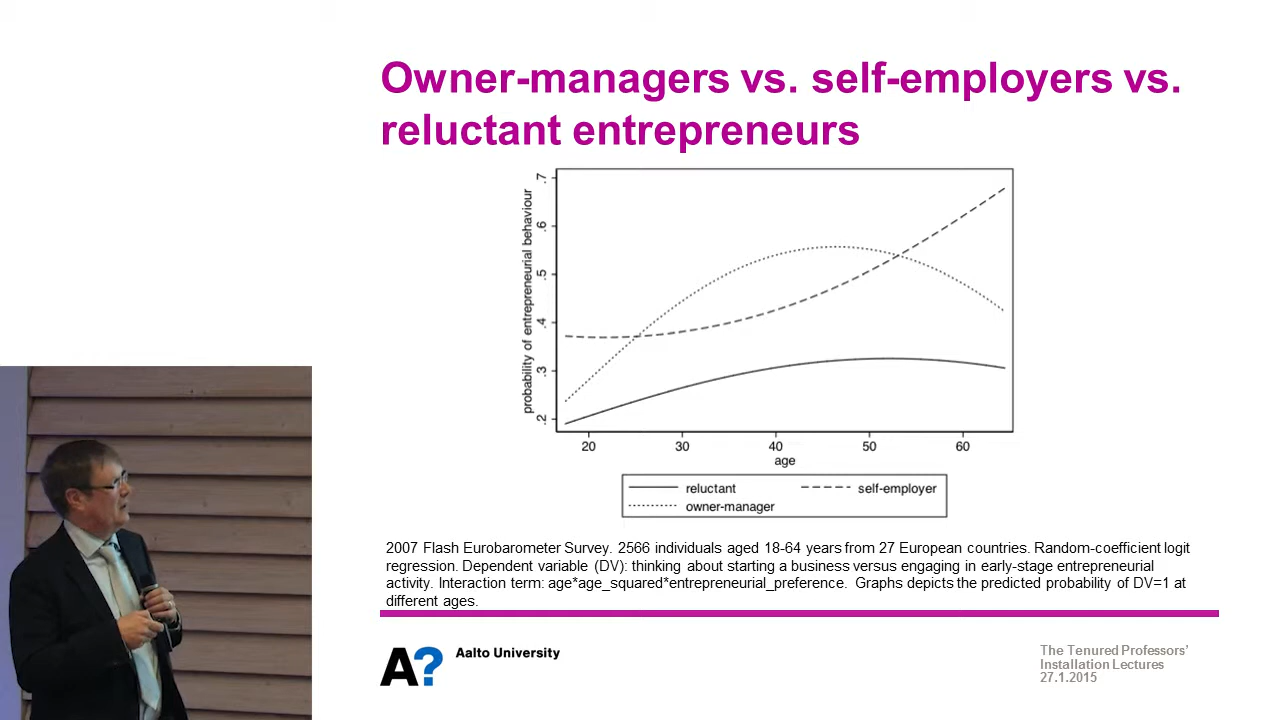 Owner-managers vs. self-employers vs.
reluctant entrepreneurs
probability of entrepreneurial behaviour
.7
.6
.5
.4
.3
.2
20 30 40 50 60
age
reluctant self-employer
owner-manager
2007 Flash Eurobarometer Survey. 2566 individuals aged 18-64 years from 27 European countries. Random-coefficient logit
regression. Dependent variable (DV): thinking about starting a business versus engaging in early-stage entrepreneurial
activity. Interaction term: age*age_squared*entrepreneurial_preference. Graphs depicts the predicted probability of DV=1 at
different ages.
A?
Aalto University
The Tenured Professors'
Installation Lectures
27.1.2015